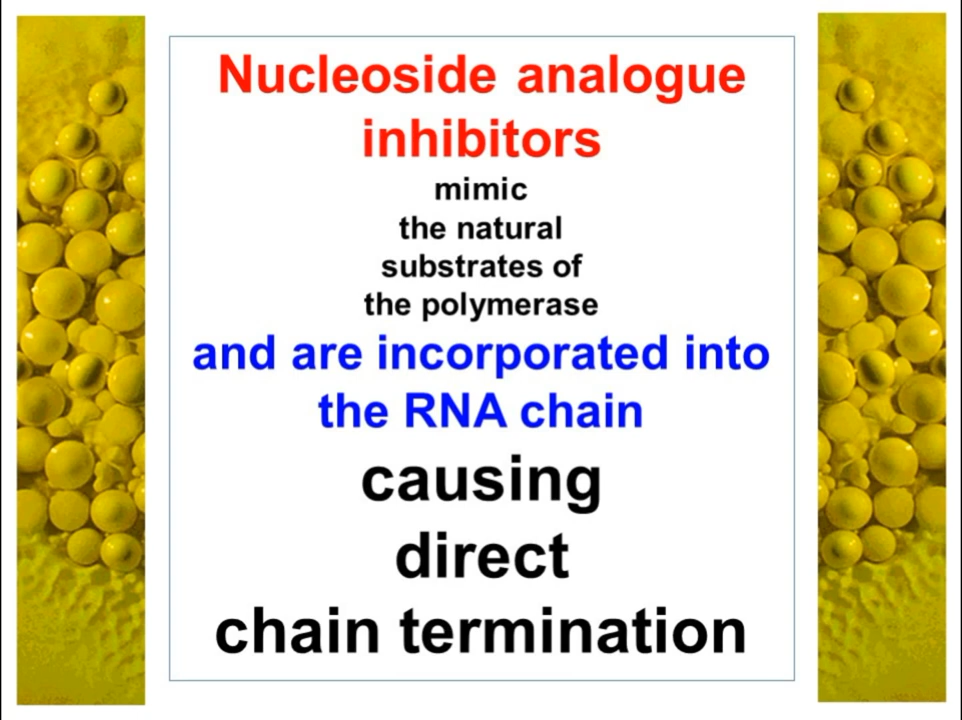 Nucleoside analogue
inhibitors
mimic
the natural
substrates of
the polymerase
and are incorporated into
the RNA chain
causing
direct
chain termination